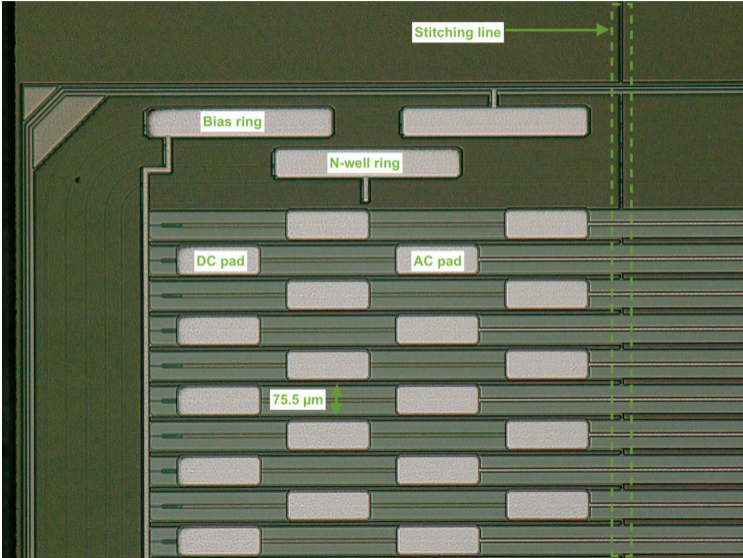 Stitching line
Bias ring
N-well ring
DC pad
AC pad
75.5 µm